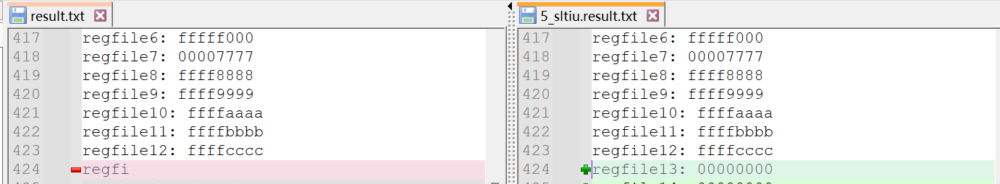 result.txt
417 regfile6: fffff000
418 regfile7: 00007777
419 regfile8: ffff8888
420 regfile9: ffff9999
421 regfile10: ffffaaaa
422 regfile11: ffffbbbb
423 regfile12: ffffcccc
424 regfi
5_sltiu.result.txt
417 regfile6: fffff000
418 regfile7: 00007777
419 regfile8: ffff8888
420 regfile9: ffff9999
421 regfile10: ffffaaaa
422 regfile11: ffffbbbb
423 regfile12: ffffcccc
424 regfile13: 00000000